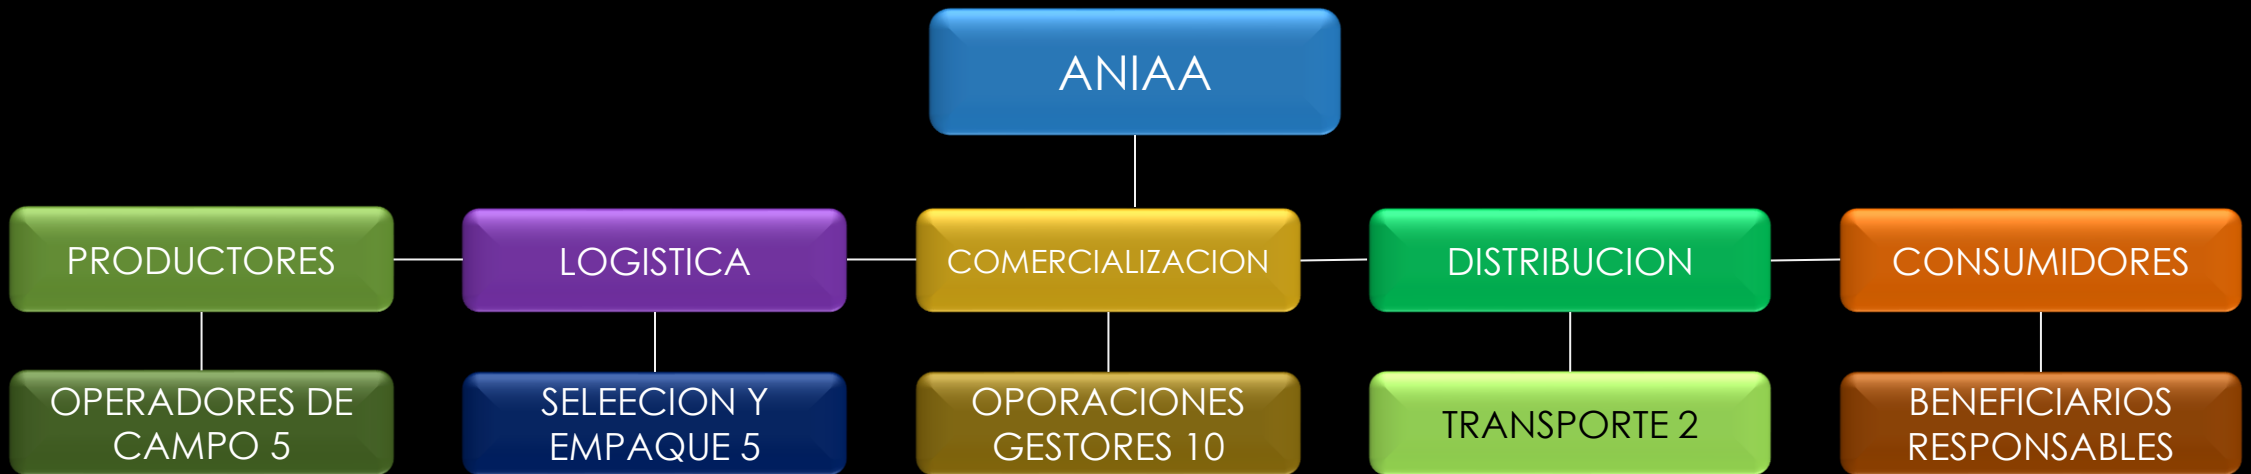 ANIAA
PRODUCTORES
LOGISTICA
COMERCIALIZACION
DISTRIBUCION
CONSUMIDORES
OPERADORES DE
CAMPO 5
SELEECION Y
EMPAQUE 5
OPORACIONES
GESTORES 10
TRANSPORTE 2
BENEFICIARIOS
RESPONSABLES